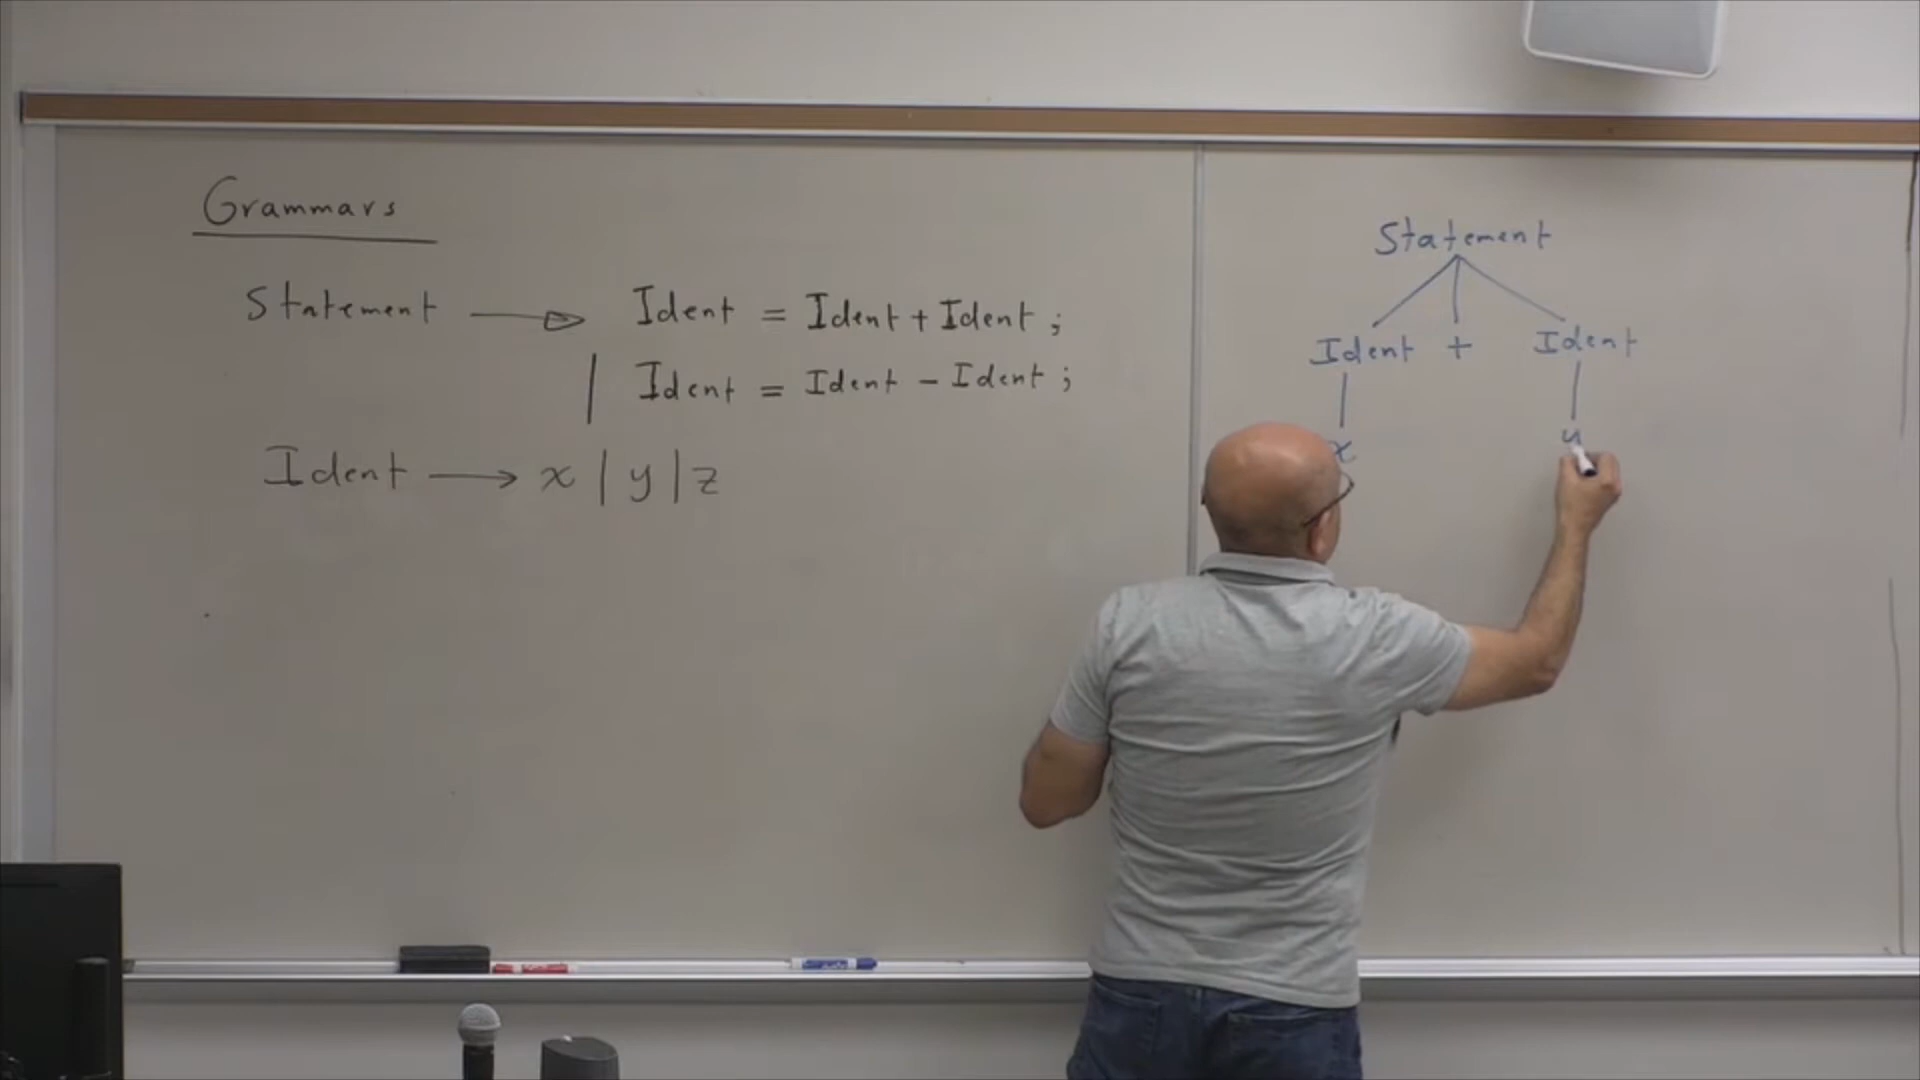 Grammars
Statement → Ident = Ident + Ident ;
| Ident = Ident - Ident ;
Ident → x | y | z
Statement
Ident + Ident
x y